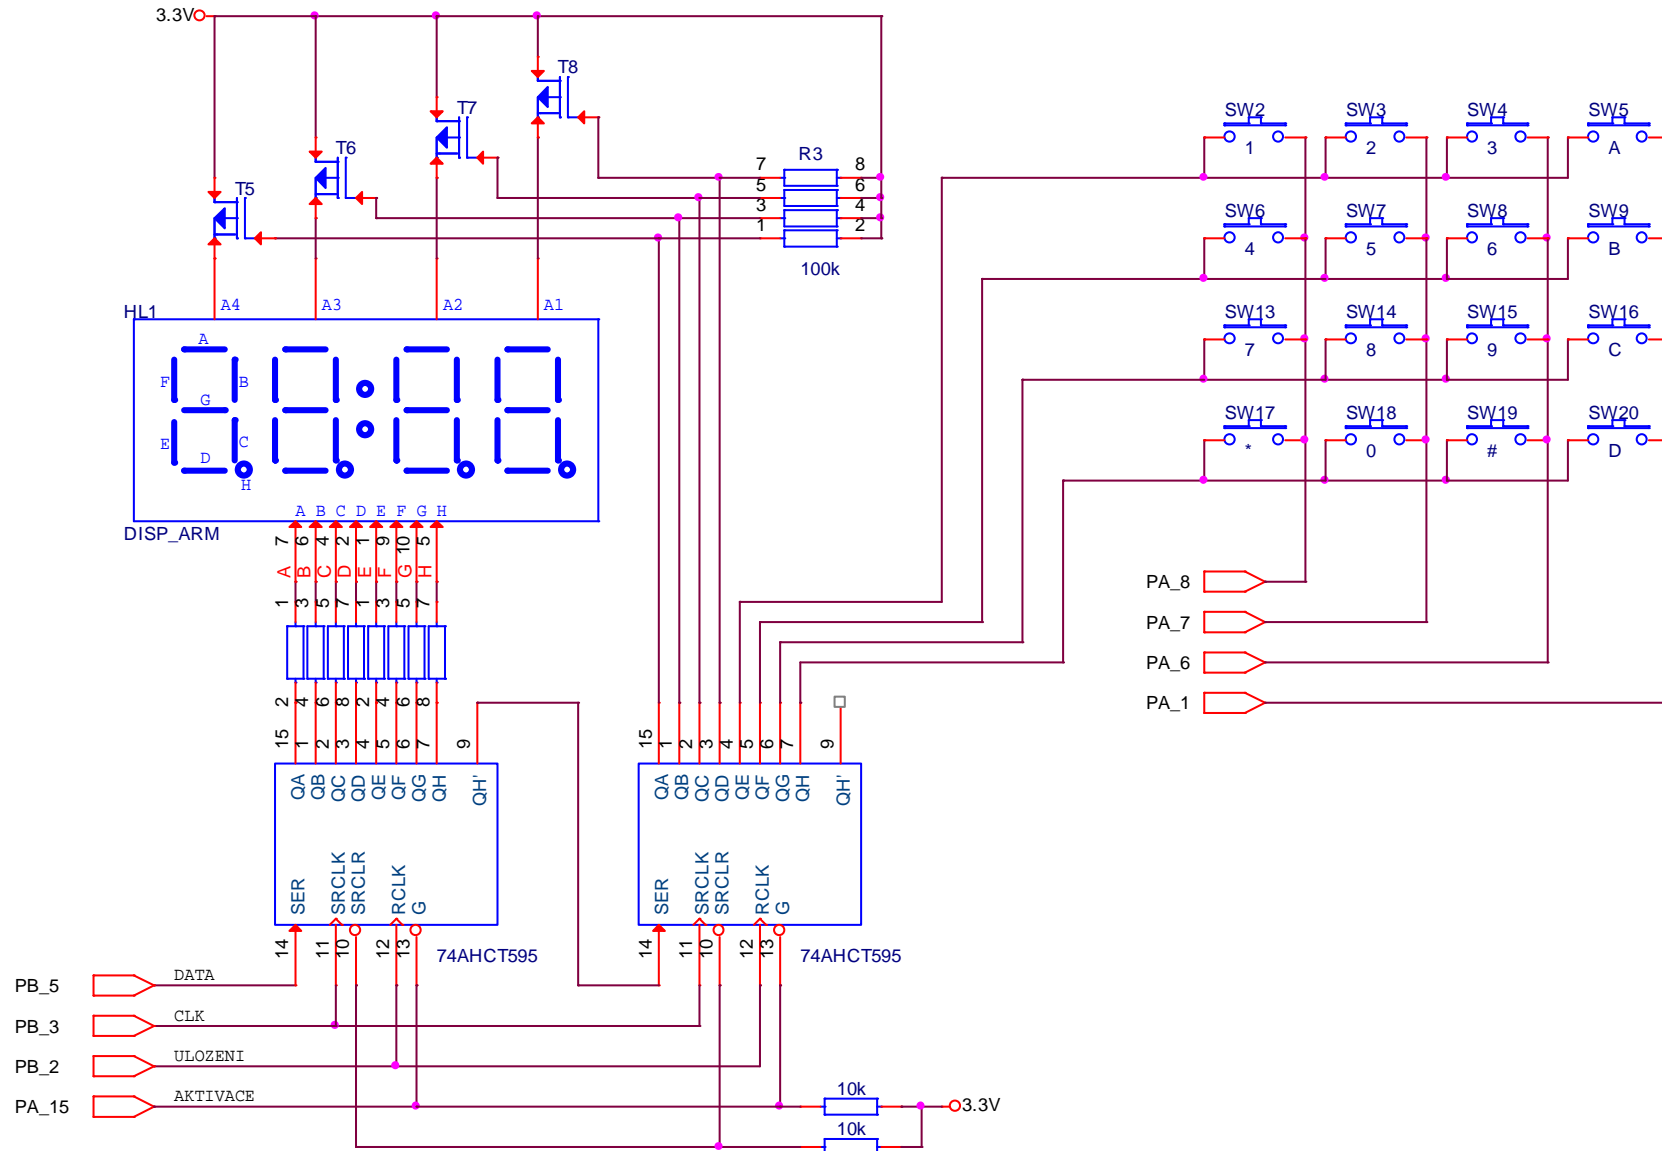 3.3V
T8
T7
T6
T5
R3
7 8
5 6
3 4
1 2
100k
SW2 SW3 SW4 SW5
1 2 3 A
SW6 SW7 SW8 SW9
4 5 6 B
SW13 SW14 SW15 SW16
7 8 9 C
SW17 SW18 SW19 SW20
* 0 # D
HL1
A4 A3 A2 A1
A
F B
G
E C
D
H
A B C D E F G H
DISP_ARM
7 6 4 2 1 9 10 5
A B C D E F G H
1 3 5 7 1 3 5 7
2 4 6 8 2 4 6 8
15 1 2 3 4 5 6 7 9
QA QB QC QD QE QF QG QH QH'
SER SRCLK SRCLR RCLK G
14 11 10 12 13
74AHCT595
15 1 2 3 4 5 6 7 9
QA QB QC QD QE QF QG QH QH'
SER SRCLK SRCLR RCLK G
14 11 10 12 13
74AHCT595
PA_8
PA_7
PA_6
PA_1
PB_5 DATA
PB_3 CLK
PB_2 ULOZENI
PA_15 AKTIVACE
10k
3.3V
10k